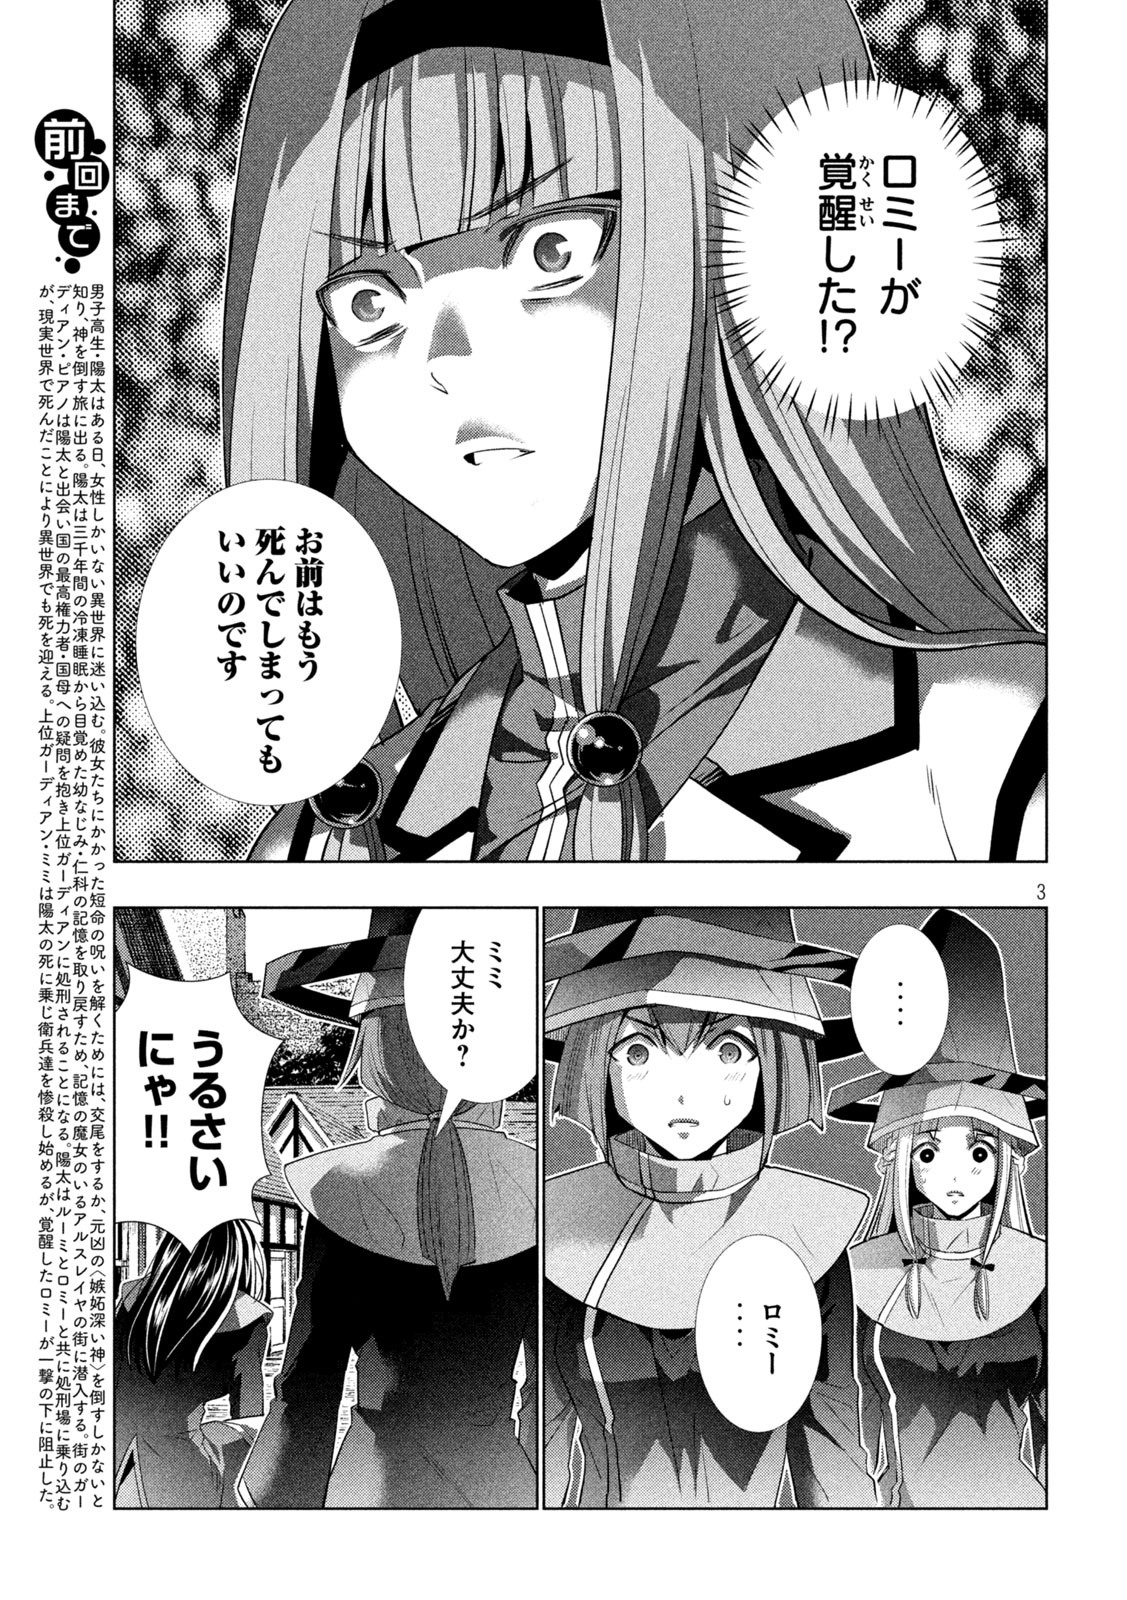 ロミーが
覚醒した!?
かくせい
お前はもう
死んでしまっても
いいのです
3
‥‥
ロミー
‥‥
ミミ
大丈夫か?
うるさい
にゃ!!
前回まで
男子高生・陽太はある日、女性しかいない異世界に迷い込む。彼女たちにかかった短命の呪いを解くためには、交尾をするか、元凶の〈嫉妬深い神〉を倒すしかないと
知り、神を倒す旅に出る。陽太は三千年間の冷凍睡眠から目覚めた幼なじみ・仁科の記憶を取り戻すため、記憶の魔女のいるアルスレイヤの街に潜入する。街のガー
ディアン・ピアノは陽太と出会い国の最高権力者・国母への疑問を抱き上位ガーディアンに処刑されることになる。陽太はルーミとロミーと共に処刑場に乗り込む
が、現実世界で死んだことにより異世界でも死を迎える。上位ガーディアン・ミミは陽太の死に乗じ衛兵達を惨殺し始めるが、覚醒したロミーが一撃の下に阻止した。